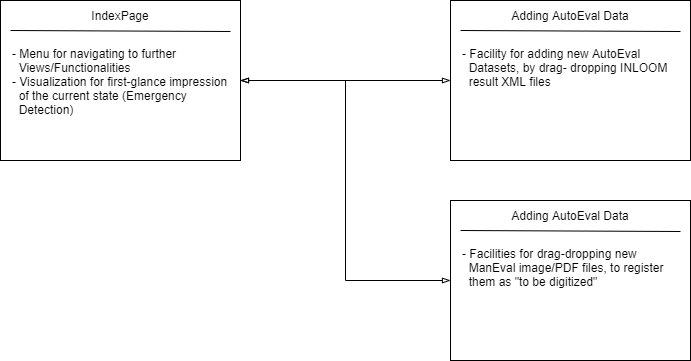 IndexPage
- Menu for navigating to further
Views/Functionalities
- Visualization for first-glance impression
of the current state (Emergency
Detection)
Adding AutoEval Data
- Facility for adding new AutoEval
Datasets, by drag- dropping INLOOM
result XML files
Adding AutoEval Data
- Facilities for drag-dropping new
ManEval image/PDF files, to register
them as "to be digitized"